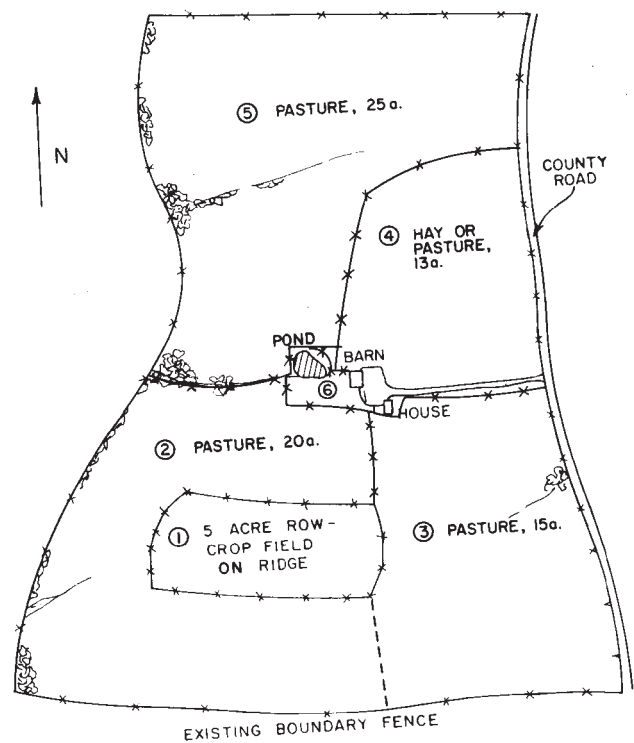 ⑤ PASTURE, 25a.
N
COUNTY
ROAD
④ HAY OR
PASTURE,
13a.
POND
BARN
⑥
HOUSE
② PASTURE, 20a.
① 5 ACRE ROW-
CROP FIELD
ON RIDGE
③ PASTURE, 15a.
EXISTING BOUNDARY FENCE